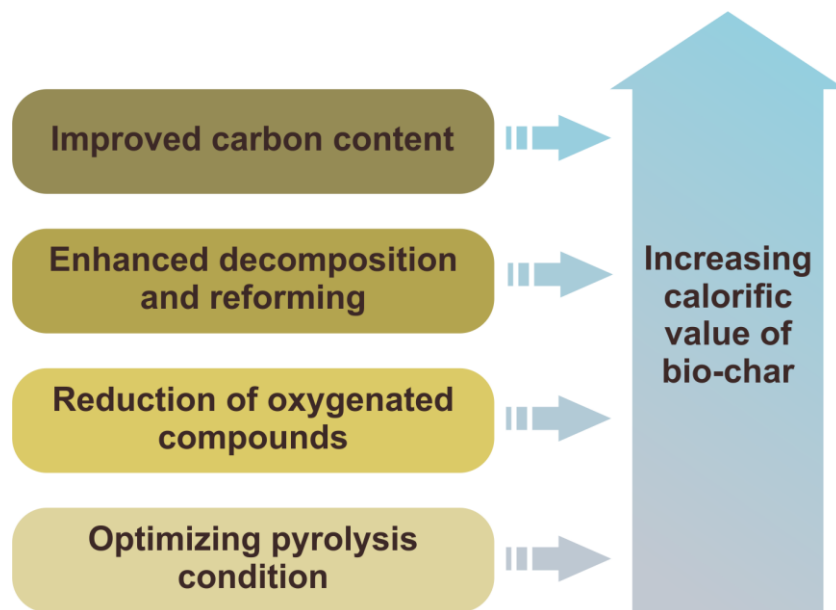 Improved carbon content
Enhanced decomposition
and reforming
Reduction of oxygenated
compounds
Optimizing pyrolysis
condition
Increasing
calorific
value of
bio-char